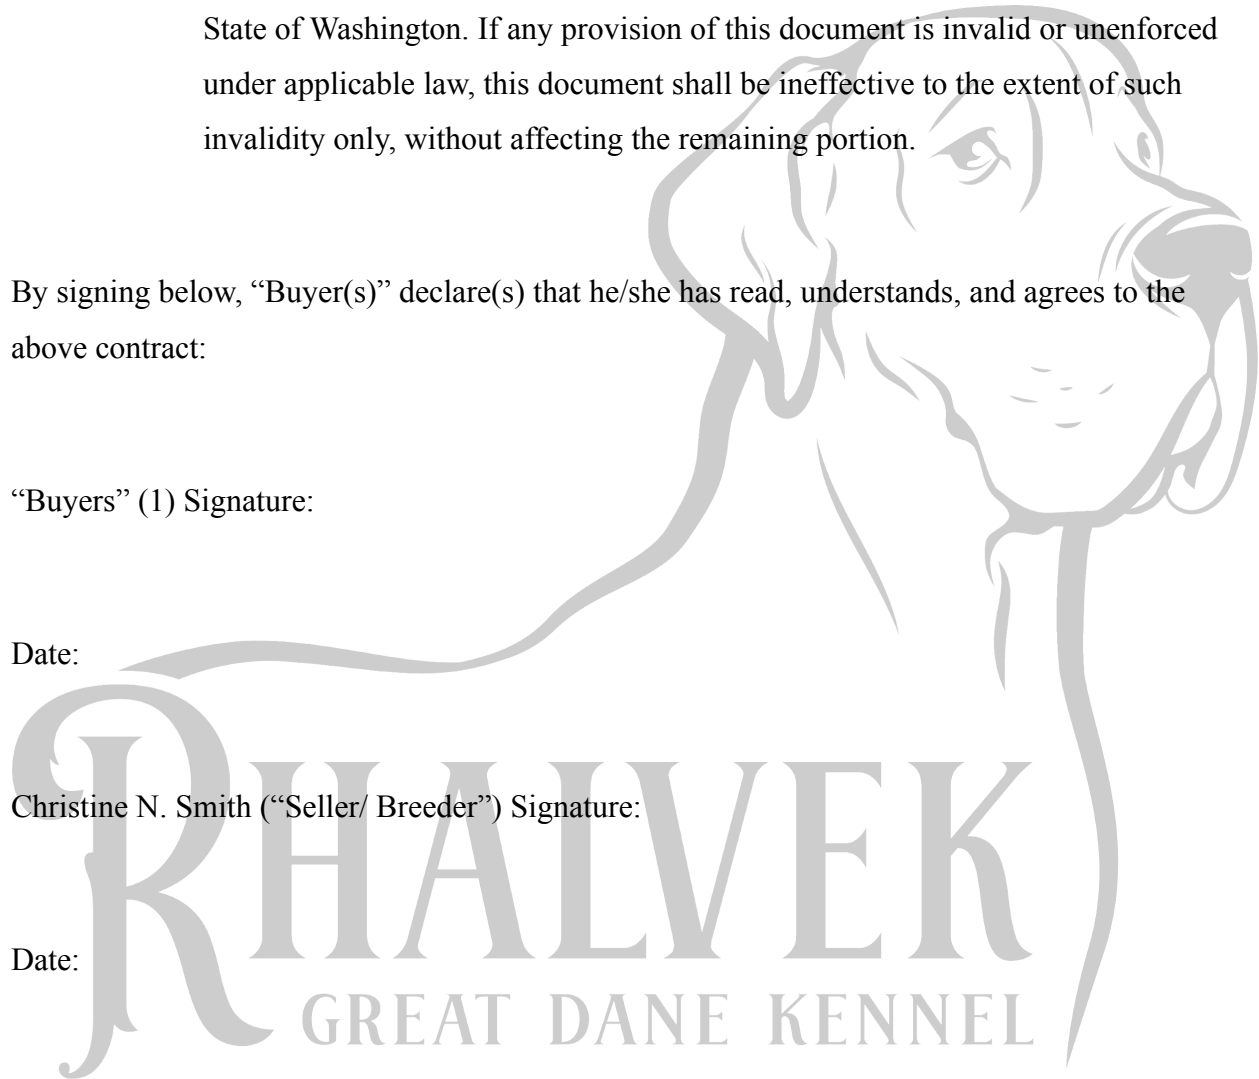 State of Washington. If any provision of this document is invalid or unenforced
under applicable law, this document shall be ineffective to the extent of such
invalidity only, without affecting the remaining portion.
By signing below, “Buyer(s)” declare(s) that he/she has read, understands, and agrees to the
above contract:
“Buyers” (1) Signature:
Date:
Christine N. Smith (“Seller/ Breeder”) Signature:
Date:
RHALVEK
GREAT DANE KENNEL